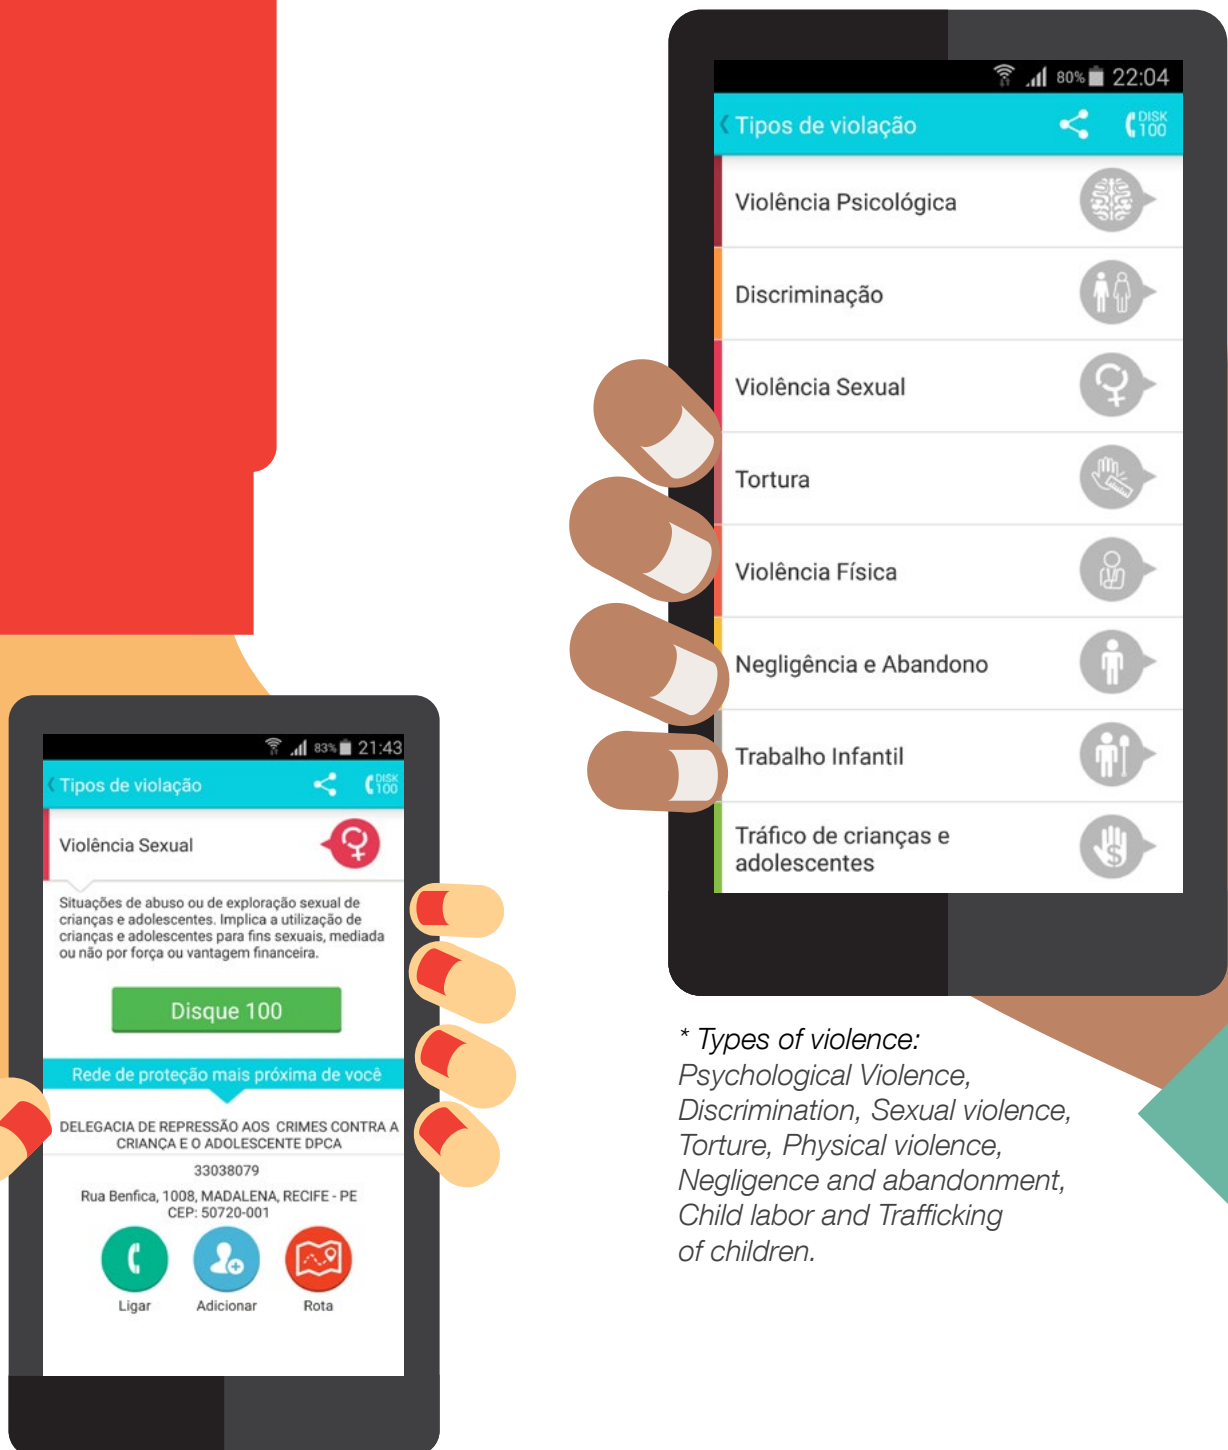 80% 22:04
Tipos de violação DISK 100
Violência Psicológica
Discriminação
Violência Sexual
Tortura
Violência Física
Negligência e Abandono
Trabalho Infantil
Tráfico de crianças e
adolescentes
83% 21:43
Tipos de violação DISK 100
Violência Sexual
Situações de abuso ou de exploração sexual de
crianças e adolescentes. Implica a utilização de
crianças e adolescentes para fins sexuais, mediada
ou não por força ou vantagem financeira.
Disque 100
Rede de proteção mais próxima de você
DELEGACIA DE REPRESSÃO AOS CRIMES CONTRA A
CRIANÇA E O ADOLESCENTE DPCA
33038079
Rua Benfica, 1008, MADALENA, RECIFE - PE
CEP: 50720-001
Ligar Adicionar Rota
* Types of violence:
Psychological Violence,
Discrimination, Sexual violence,
Torture, Physical violence,
Negligence and abandonment,
Child labor and Trafficking
of children.